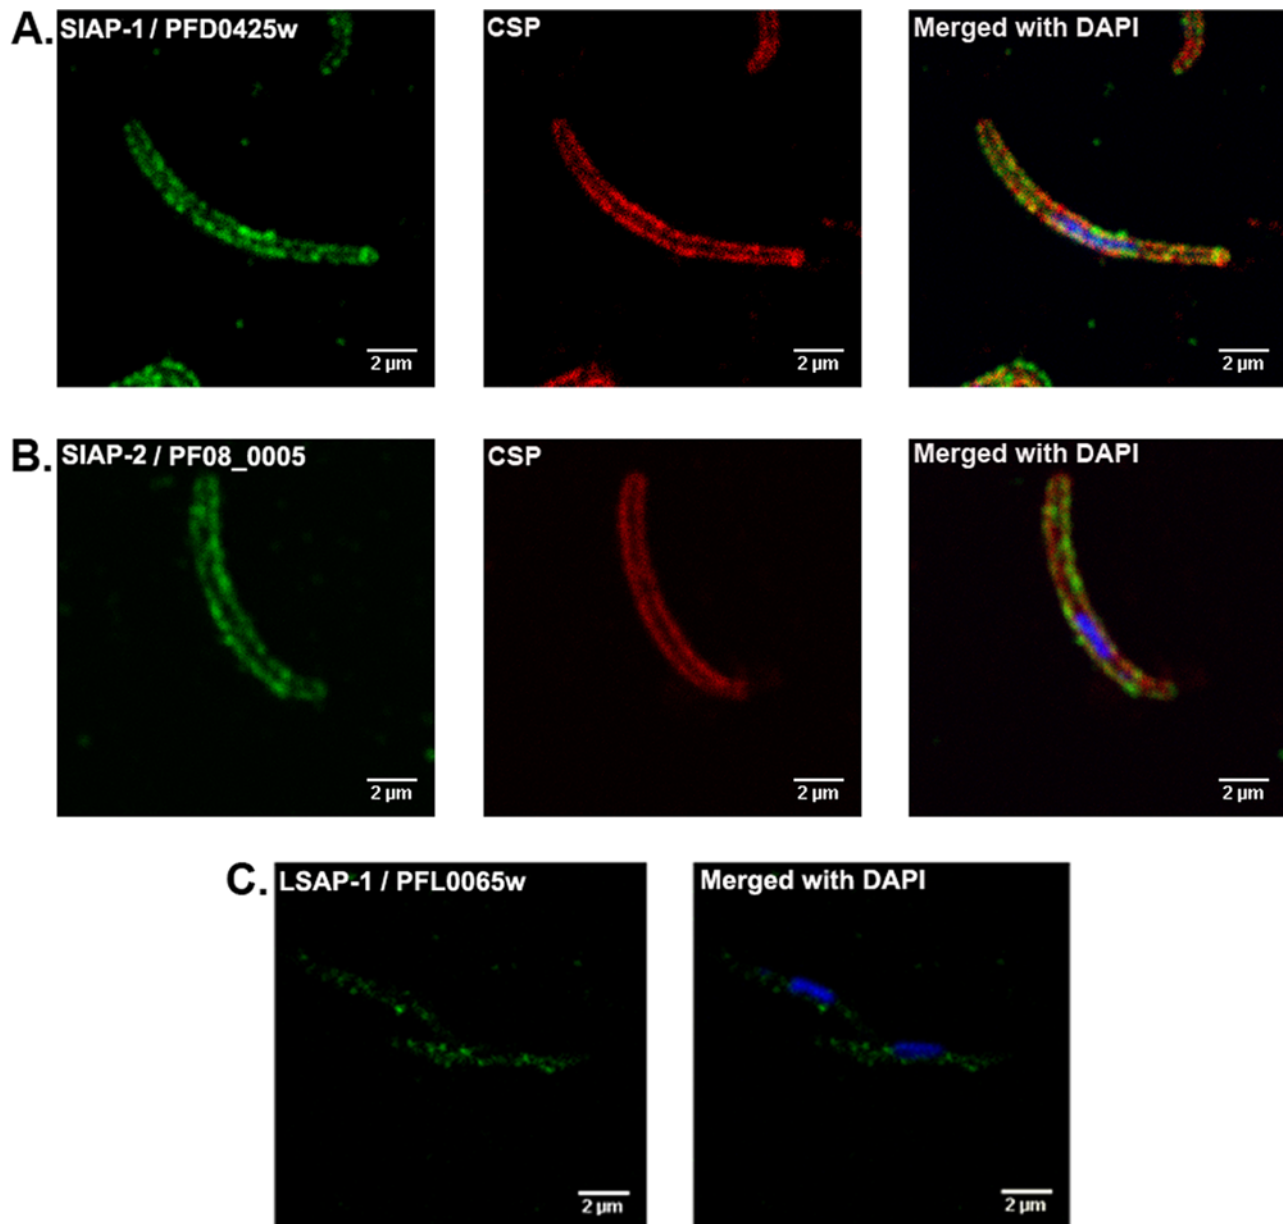 A. SIAP-1 / PFD0425w CSP Merged with DAPI
2 µm 2 µm 2 µm
B. SIAP-2 / PF08_0005 CSP Merged with DAPI
2 µm 2 µm 2 µm
C. LSAP-1 / PFL0065w Merged with DAPI
2 µm 2 µm